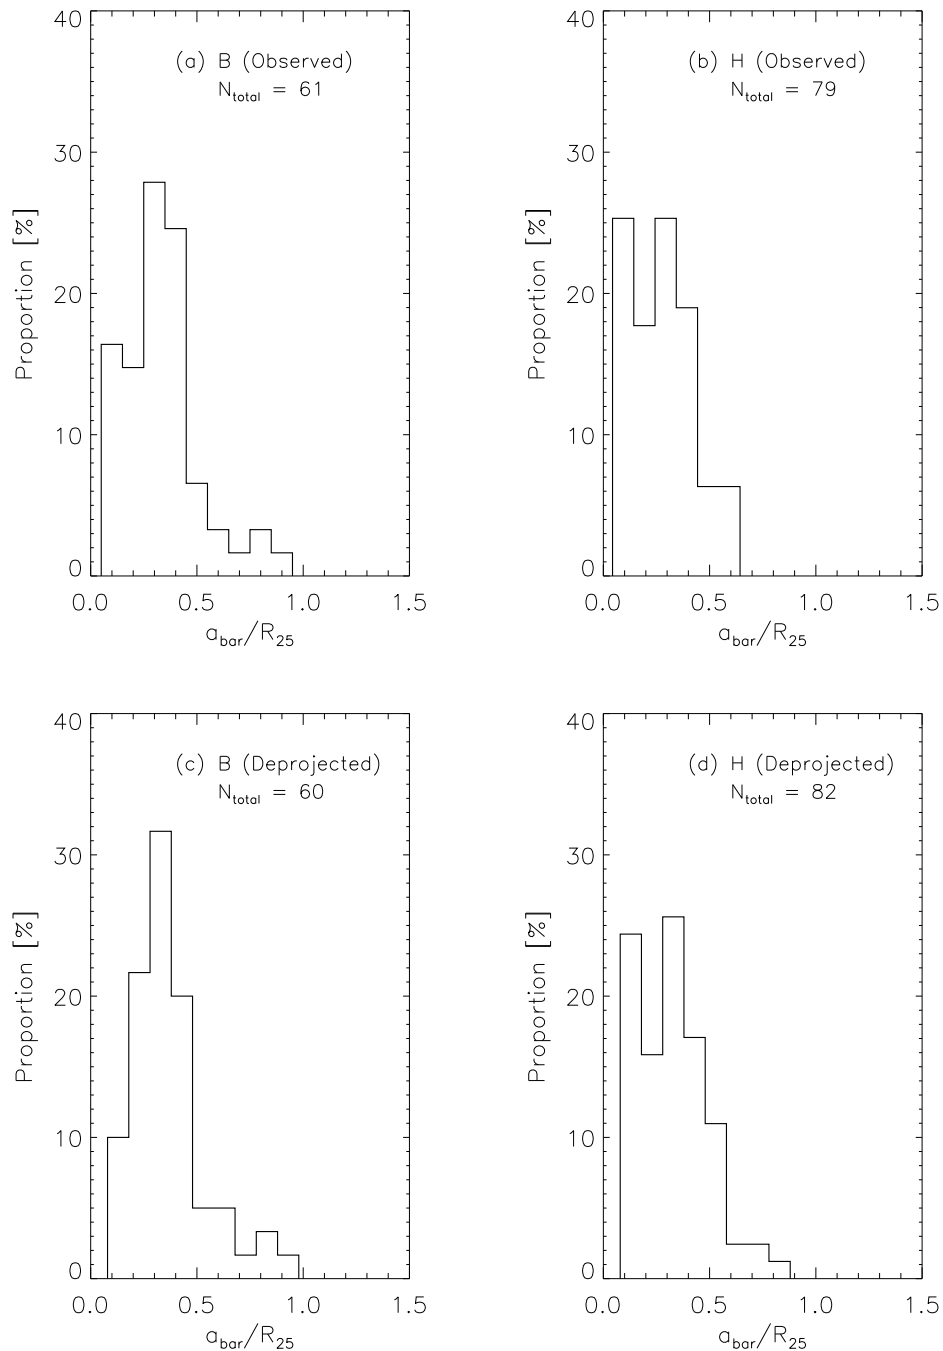 40
30
20
10
0
Proportion [%]
(a) B (Observed)
N_total = 61
0.0 0.5 1.0 1.5
a_bar/R_25
40
30
20
10
0
Proportion [%]
(b) H (Observed)
N_total = 79
0.0 0.5 1.0 1.5
a_bar/R_25
40
30
20
10
0
Proportion [%]
(c) B (Deprojected)
N_total = 60
0.0 0.5 1.0 1.5
a_bar/R_25
40
30
20
10
0
Proportion [%]
(d) H (Deprojected)
N_total = 82
0.0 0.5 1.0 1.5
a_bar/R_25